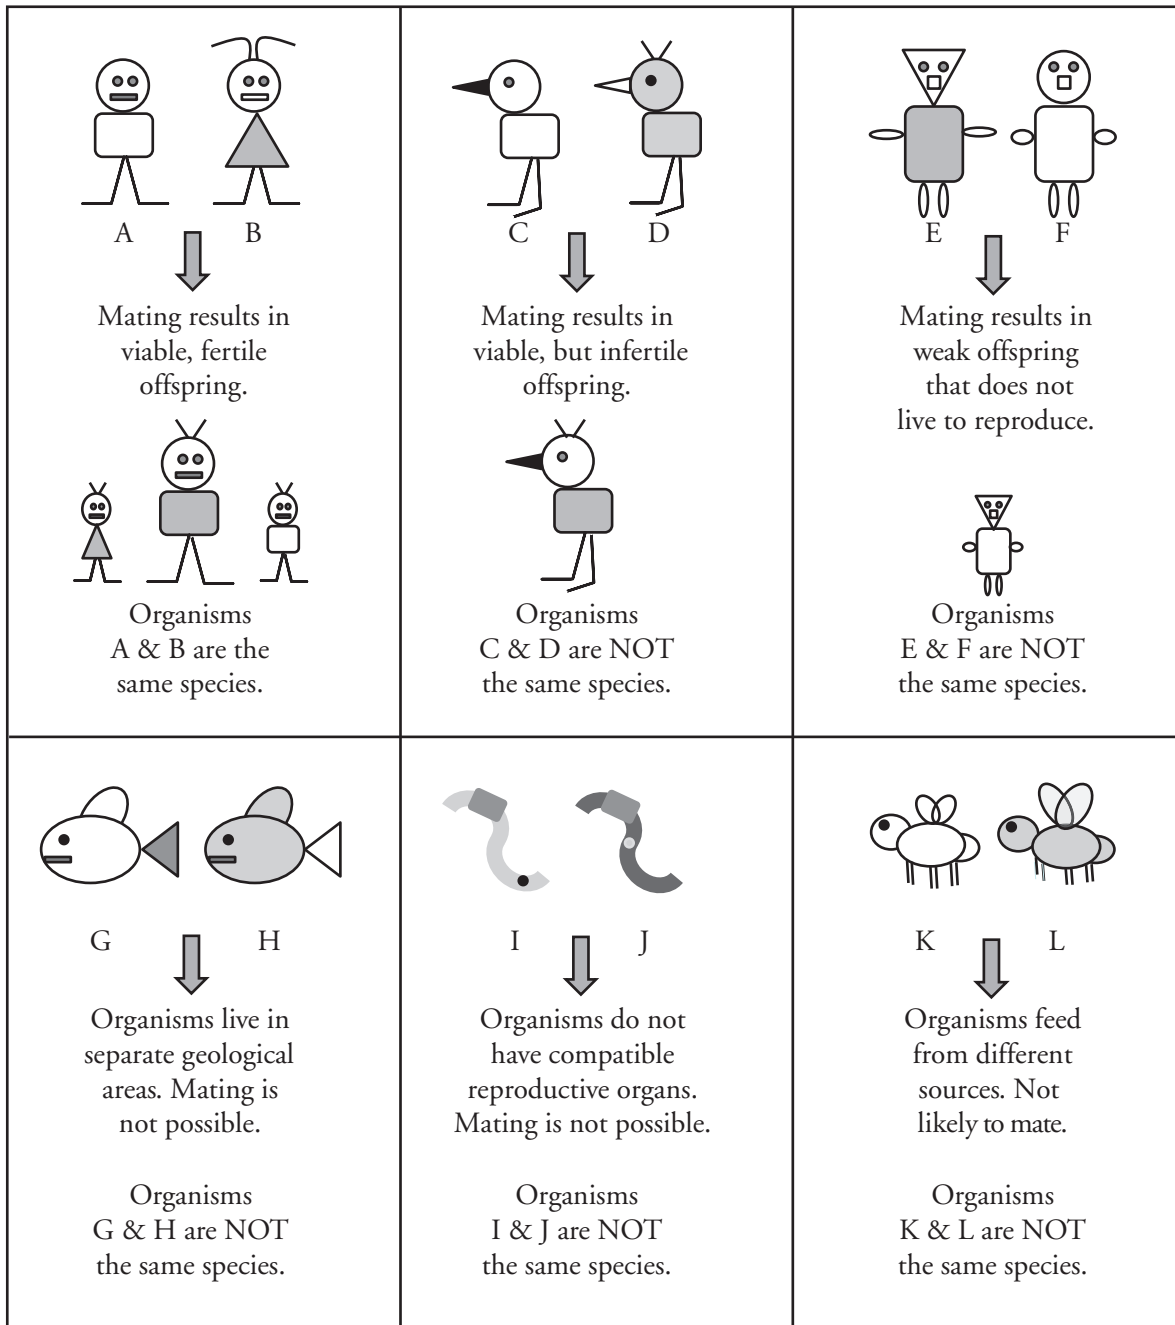 A B
Mating results in
viable, fertile
offspring.
Organisms
A & B are the
same species.
C D
Mating results in
viable, but infertile
offspring.
Organisms
C & D are NOT
the same species.
E F
Mating results in
weak offspring
that does not
live to reproduce.
Organisms
E & F are NOT
the same species.
G H
Organisms live in
separate geological
areas. Mating is
not possible.
Organisms
G & H are NOT
the same species.
I J
Organisms do not
have compatible
reproductive organs.
Mating is not possible.
Organisms
I & J are NOT
the same species.
K L
Organisms feed
from different
sources. Not
likely to mate.
Organisms
K & L are NOT
the same species.